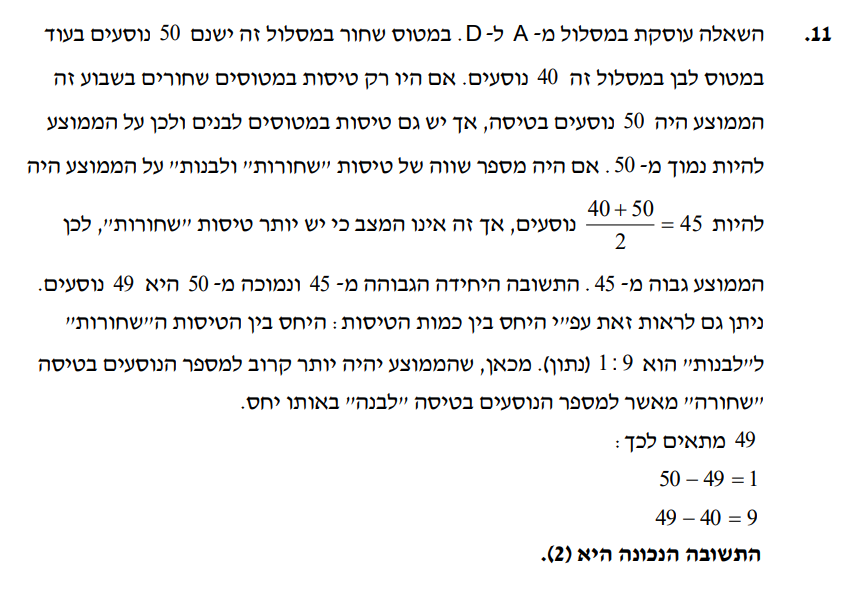 11. השאלה עוסקת במסלול מ- A ל- D. במטוס שחור במסלול זה ישנם 50 נוסעים בעוד
במטוס לבן במסלול זה 40 נוסעים. אם היו רק טיסות במטוסים שחורים בשבוע זה
הממוצע היה 50 נוסעים בטיסה, אך יש גם טיסות במטוסים לבנים ולכן על הממוצע
להיות נמוך מ- 50. אם היה מספר שווה של טיסות ״שחורות״ ולבנות״ על הממוצע היה
להיות (40 + 50)/2 = 45 נוסעים, אך זה אינו המצב כי יש יותר טיסות ״שחורות״, לכן
הממוצע גבוה מ- 45. התשובה היחידה הגבוהה מ- 45 ונמוכה מ- 50 היא 49 נוסעים.
ניתן גם לראות זאת עפ״י היחס בין כמות הטיסות: היחס בין הטיסות ה״שחורות״
ל״לבנות״ הוא 1:9 (נתון). מכאן, שהממוצע יהיה יותר קרוב למספר הנוסעים בטיסה
״שחורה״ מאשר למספר הנוסעים בטיסה ״לבנה״ באותו יחס.
49 מתאים לכך:
50 − 49 = 1
49 − 40 = 9
התשובה הנכונה היא (2).